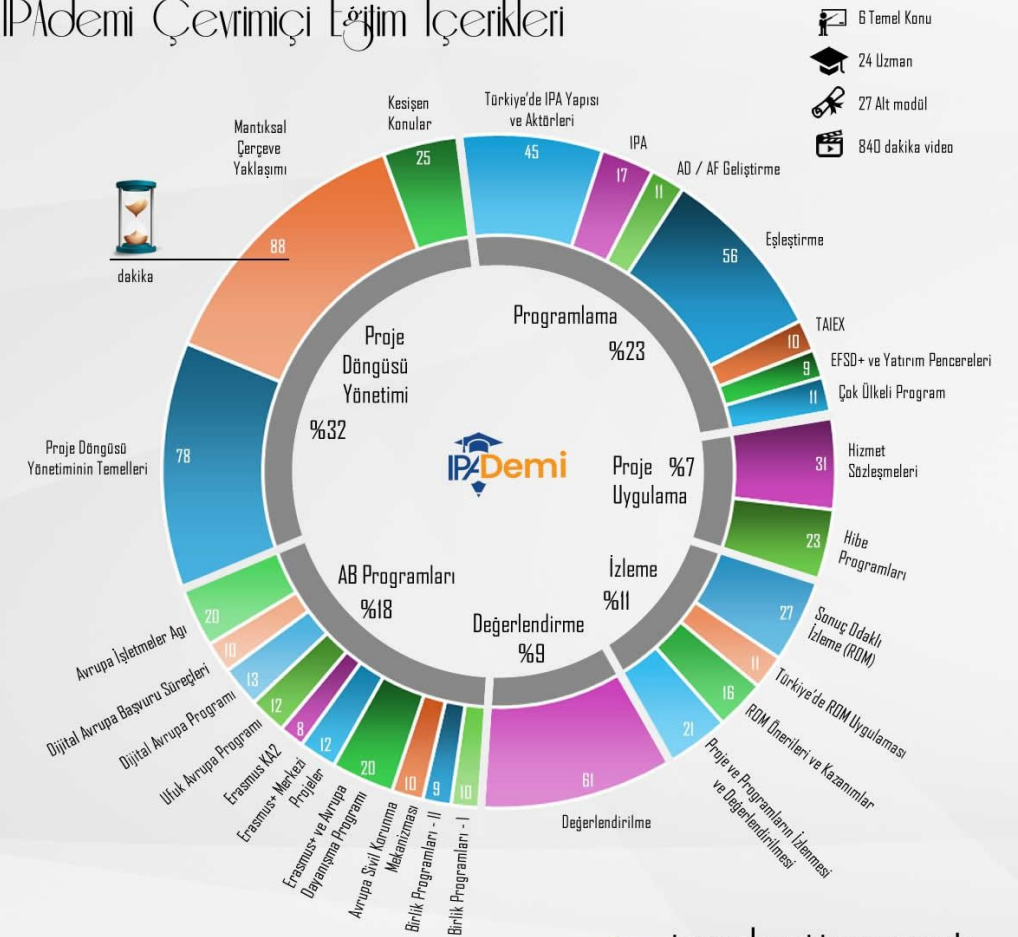 IPAdemi Çevrimiçi Eğitim İçerikleri
6 Temel Konu
24 Uzman
27 Alt modül
840 dakika video
dakika
Kesişen
Konular
25
Türkiye'de IPA Yapısı
ve Aktörleri
45
IPA
17
AD / AF Geliştirme
11
Eşleştirme
56
TAIEX
10
EFSD+ ve Yatırım Pencereleri
9
Çok Ülkeli Program
11
Hizmet
Sözleşmeleri
31
Hibe
Programları
23
Sonuç Odaklı
İzleme (ROM)
27
Türkiye'de ROM Uygulaması
11
ROM Önerileri ve Kazanımlar
16
Proje ve Programların İzlenmesi
ve Değerlendirilmesi
21
Değerlendirilme
61
Birlik Programları - I
10
Birlik Programları - II
9
Avrupa Sivil Korunma
Mekanizması
10
Erasmus+ ve Avrupa
Dayanışma Programı
20
Erasmus+ Merkezi
Projeler
12
Erasmus KA2
8
Ufuk Avrupa Programı
12
Dijital Avrupa Programı
13
Dijital Avrupa Başvuru Süreçleri
10
Avrupa İşletmeler Agı
20
Proje Döngüsü
Yönetiminin Temelleri
78
Mantıksal
Çerçeve
Yaklaşımı
88
Programlama
%23
Proje %7
Uygulama
İzleme
%11
Değerlendirme
%9
AB Programları
%18
Proje
Döngüsü
Yönetimi
%32
IPADemi